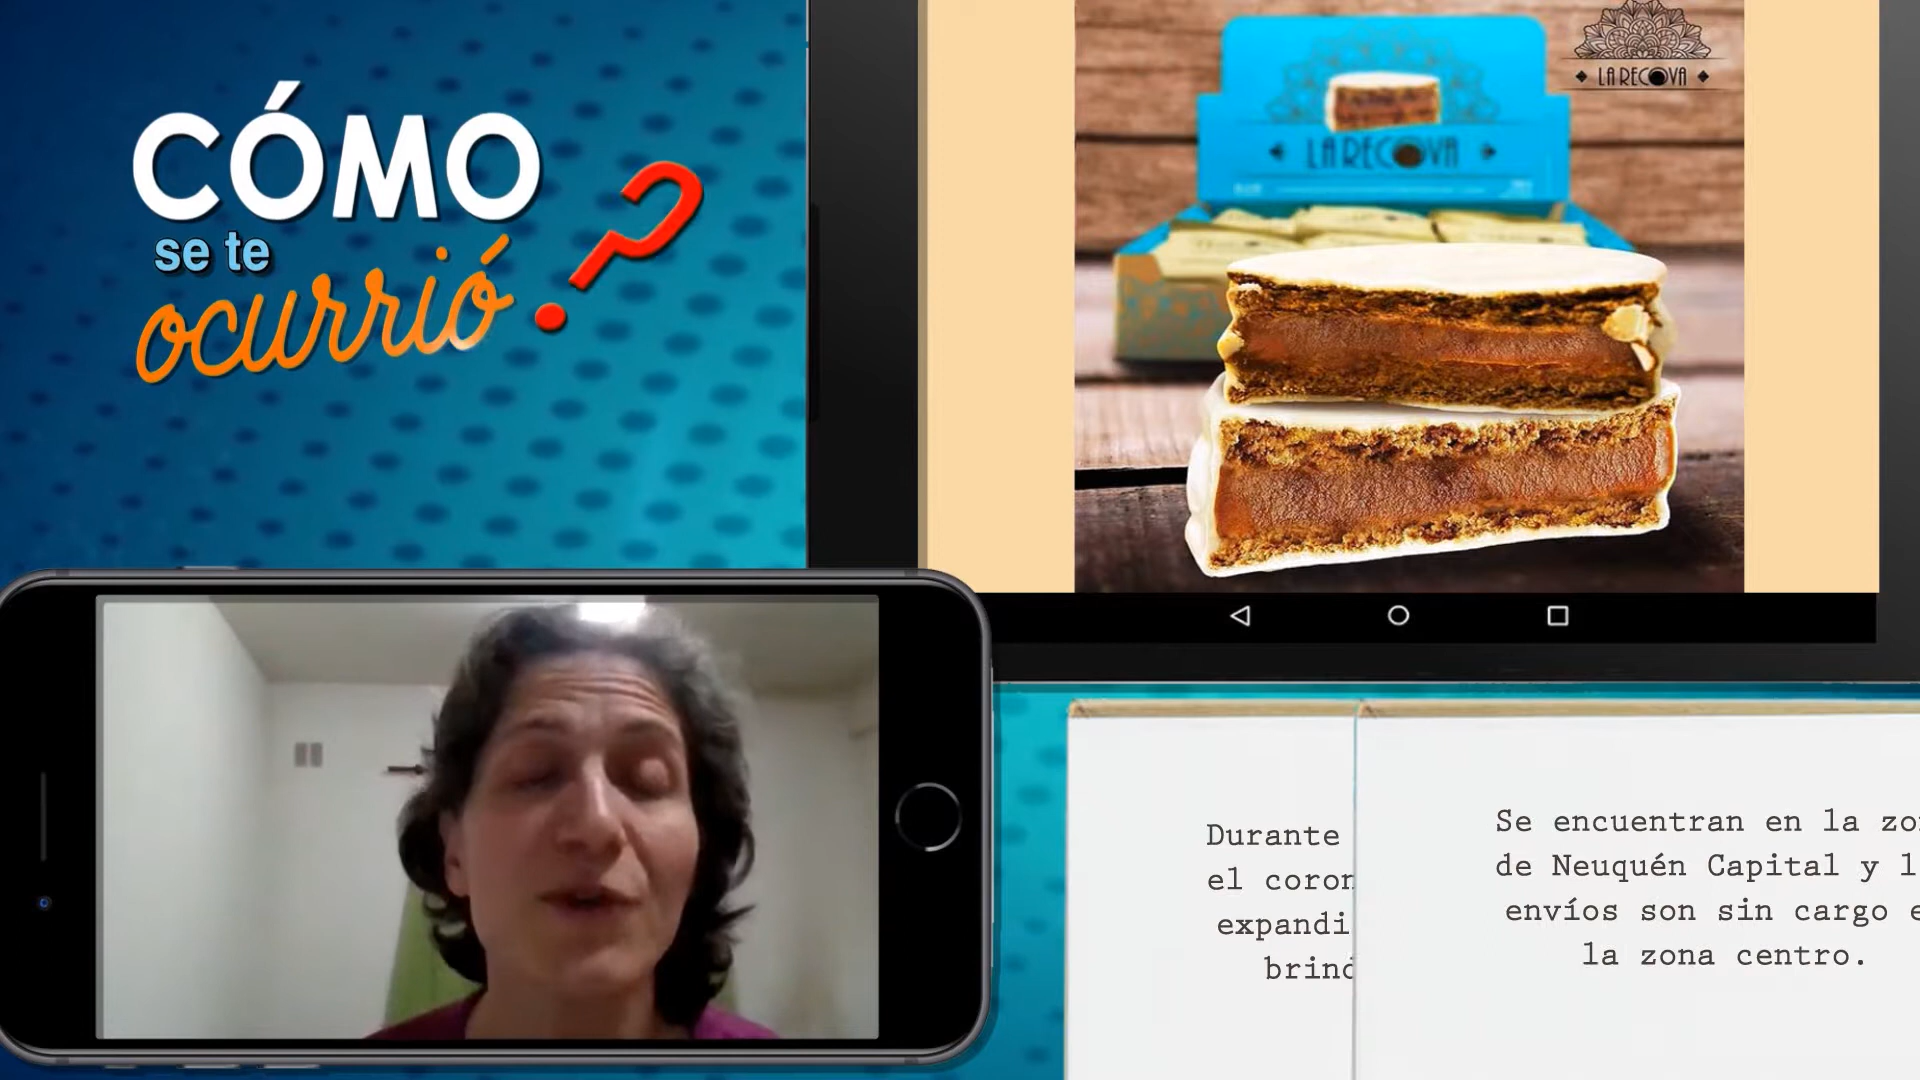 CÓMO
se te
ocurrió?
LA RECOVA
LA RECOVA
Durante
el coron
expandi
brind
Se encuentran en la zo
de Neuquén Capital y l
envíos son sin cargo e
la zona centro.